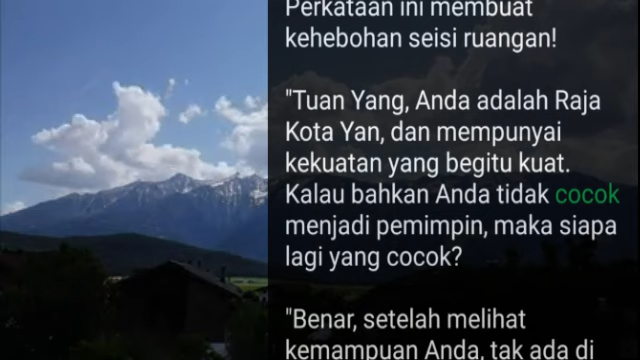 Perkataan ini membuat
kehebohan seisi ruangan!
"Tuan Yang, Anda adalah Raja
Kota Yan, dan mempunyai
kekuatan yang begitu kuat.
Kalau bahkan Anda tidak cocok
menjadi pemimpin, maka siapa
lagi yang cocok?
"Benar, setelah melihat
kemampuan Anda, tak ada di